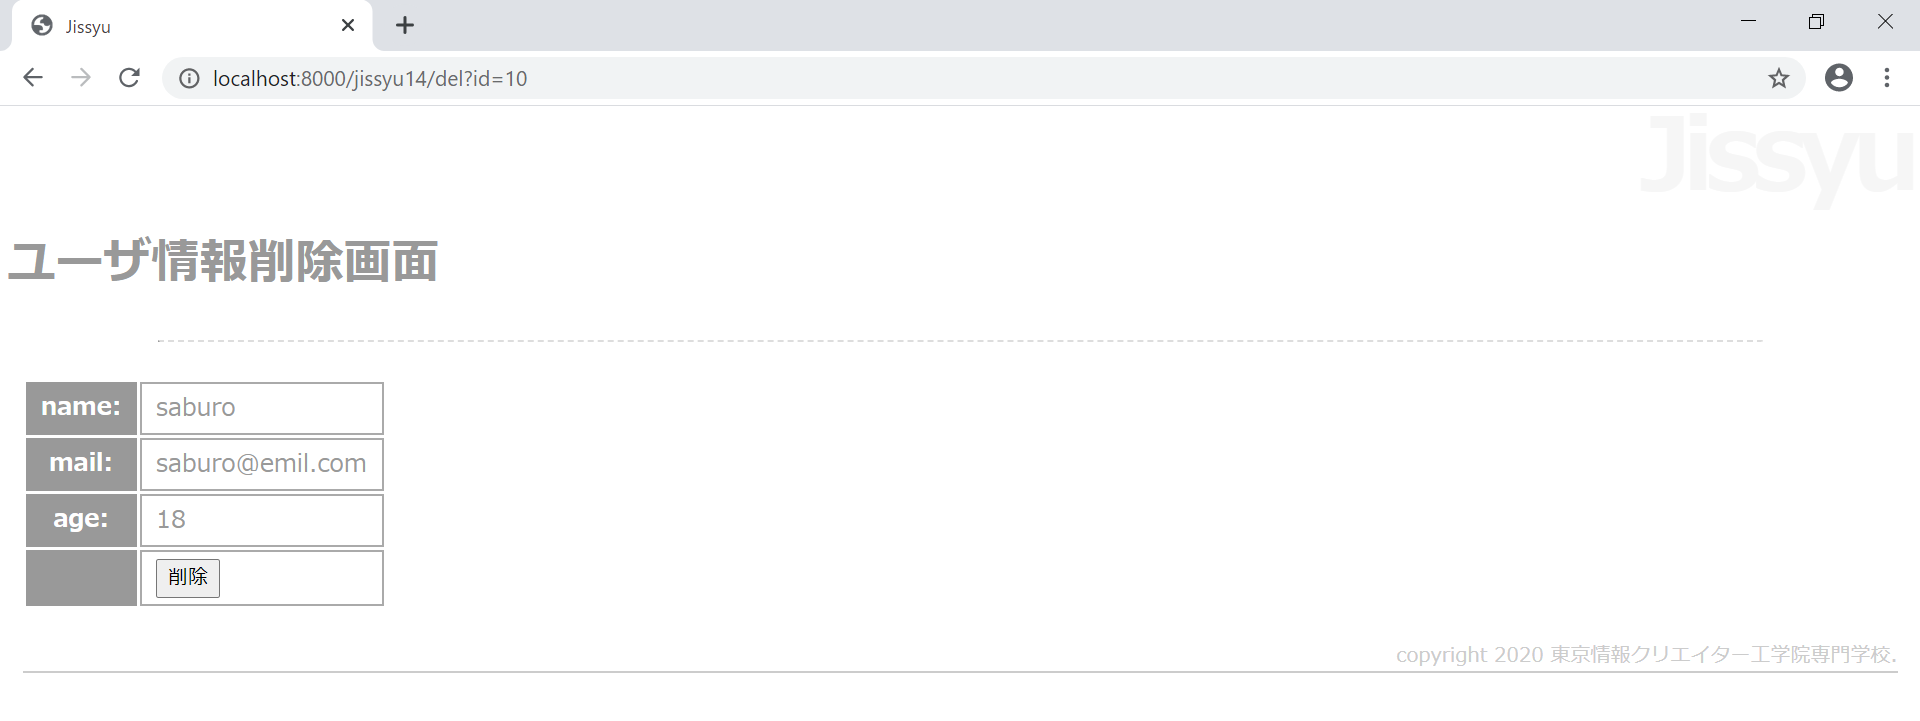 Jissyu
localhost:8000/jissyu14/del?id=10
Jissyu
ユーザ情報削除画面
name: saburo
mail: saburo@emil.com
age: 18
削除
copyright 2020 東京情報クリエイター工学院専門学校.